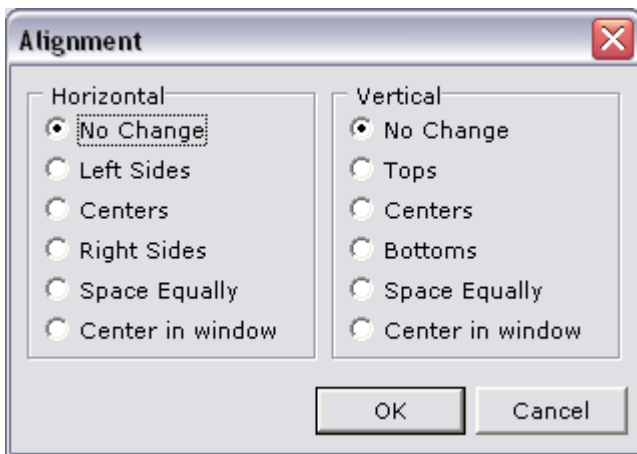 Alignment
Horizontal
No Change
Left Sides
Centers
Right Sides
Space Equally
Center in window
Vertical
No Change
Tops
Centers
Bottoms
Space Equally
Center in window
OK
Cancel